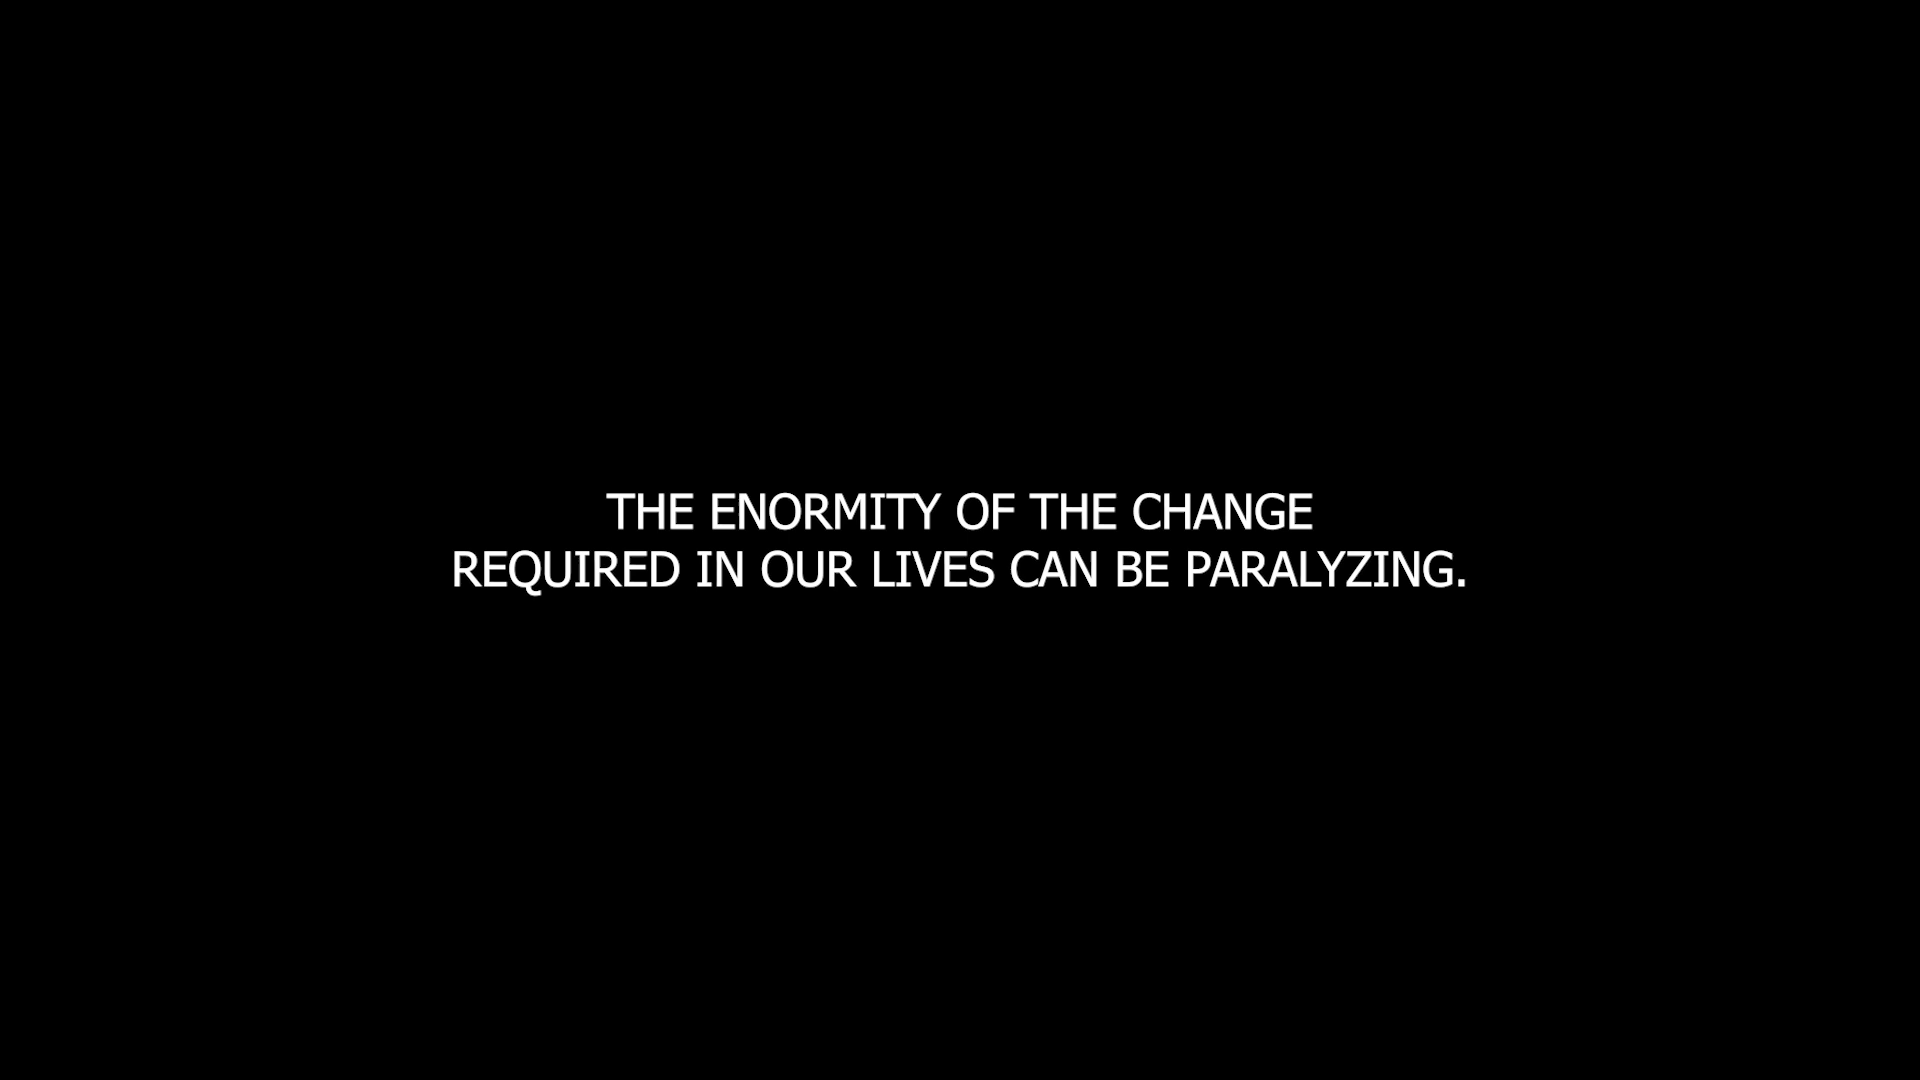 THE ENORMITY OF THE CHANGE
REQUIRED IN OUR LIVES CAN BE PARALYZING.